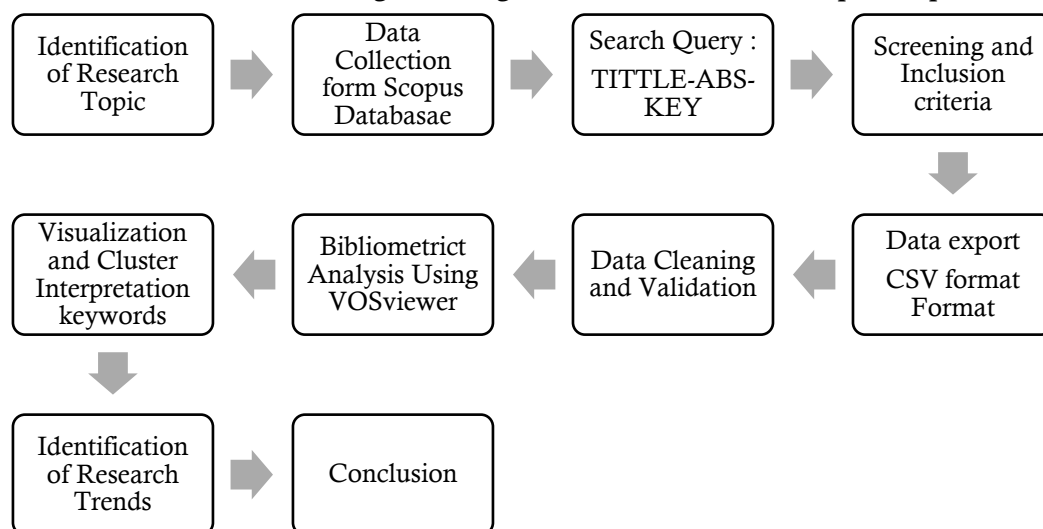 Identification
of Research
Topic
Data
Collection
form Scopus
Databasae
Search Query :
TITTLE-ABS-
KEY
Screening and
Inclusion
criteria
Data export
CSV format
Format
Data Cleaning
and Validation
Bibliometrict
Analysis Using
VOSviewer
Visualization
and Cluster
Interpretation
keywords
Identification
of Research
Trends
Conclusion